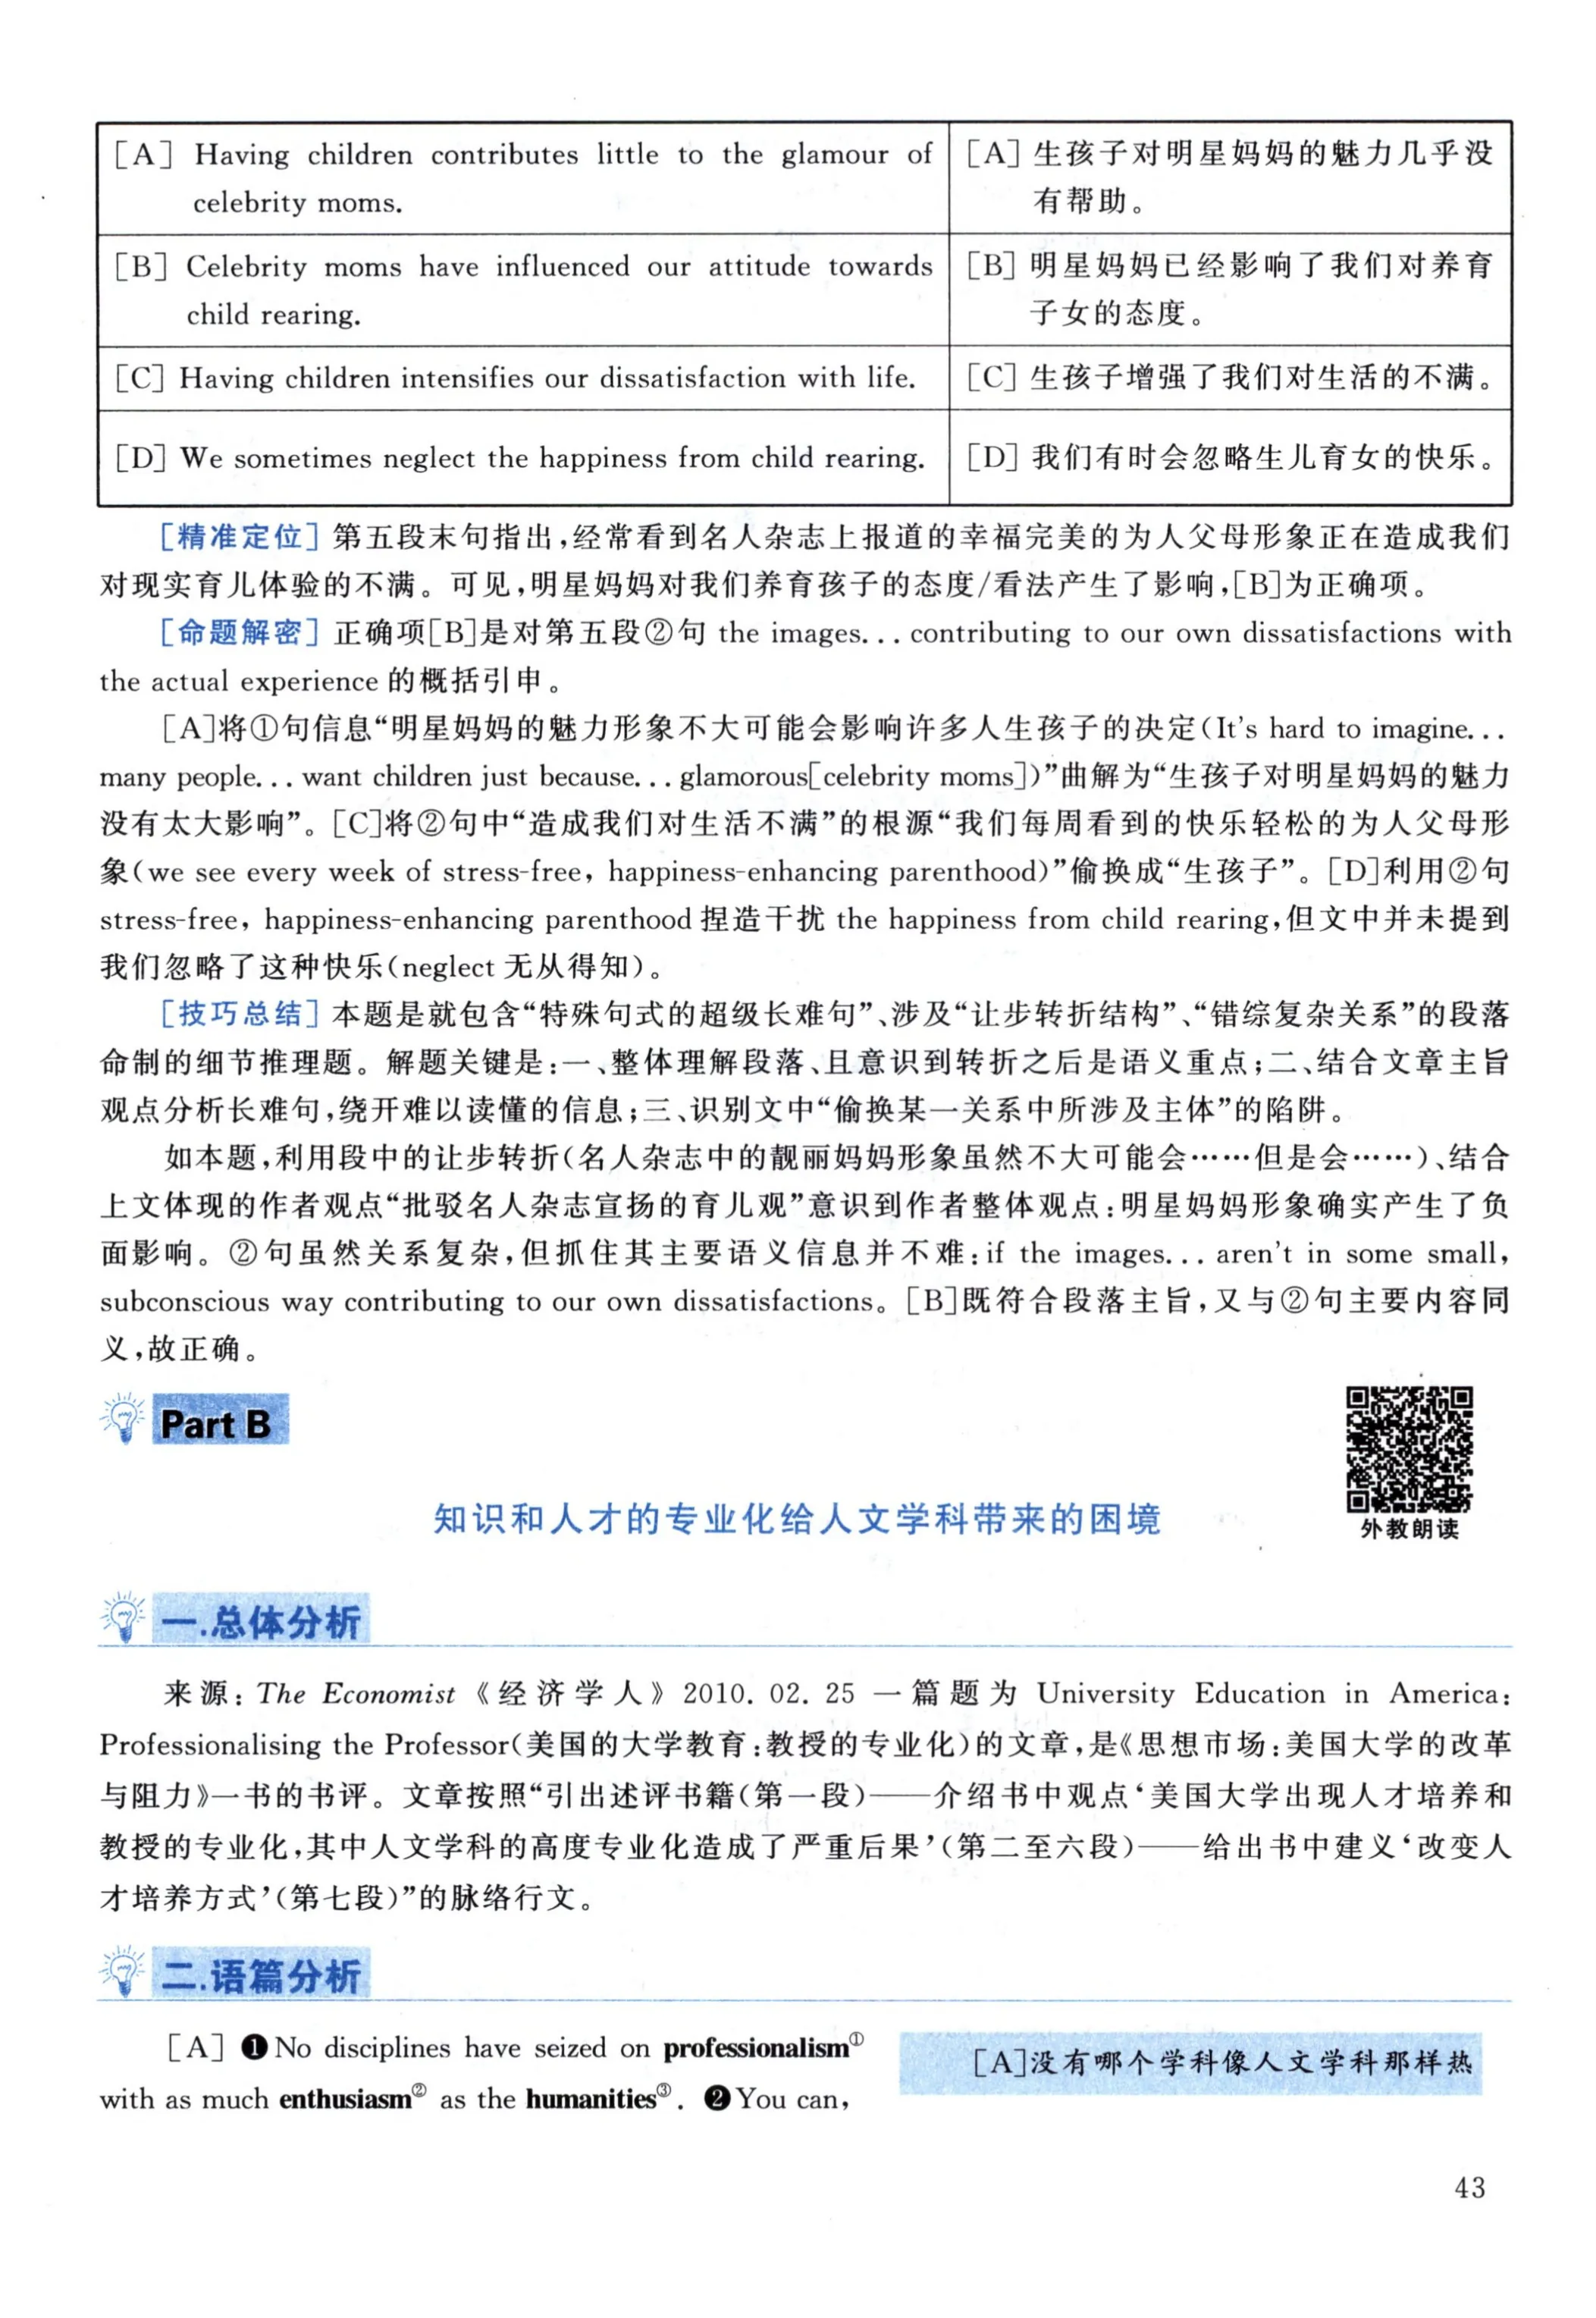 [A] Having children contributes little to the glamour of
celebrity moms.
[A] 生孩子对明星妈妈的魅力几乎没
有帮助。
[B] Celebrity moms have influenced our attitude towards
child rearing.
[B] 明星妈妈已经影响了我们对养育
子女的态度。
[C] Having children intensifies our dissatisfaction with life.
[C] 生孩子增强了我们对生活的不满。
[D] We sometimes neglect the happiness from child rearing.
[D] 我们有时会忽略生儿育女的快乐。
[精准定位] 第五段末句指出,经常看到名人杂志上报道的幸福完美的为人父母形象正在造成我们
对现实育儿体验的不满。可见,明星妈妈对我们养育孩子的态度/看法产生了影响,[B]为正确项。
[命题解密] 正确项[B]是对第五段②句 the images... contributing to our own dissatisfactions with
the actual experience 的概括引申。
[A]将①句信息“明星妈妈的魅力形象不大可能会影响许多人生孩子的决定(It's hard to imagine...
many people... want children just because... glamorous[celebrity moms])”曲解为“生孩子对明星妈妈的魅力
没有太大影响”。[C]将②句中“造成我们对生活不满”的根源“我们每周看到的快乐轻松的为人父母形
象(we see every week of stress-free, happiness-enhancing parenthood)”偷换成“生孩子”。[D]利用②句
stress-free, happiness-enhancing parenthood 捏造干扰 the happiness from child rearing,但文中并未提到
我们忽略了这种快乐(neglect 无从得知)。
[技巧总结] 本题是就包含“特殊句式的超级长难句”、涉及“让步转折结构”、“错综复杂关系”的段落
命制的细节推理题。解题关键是:一、整体理解段落、且意识到转折之后是语义重点;二、结合文章主旨
观点分析长难句,绕开难以读懂的信息;三、识别文中“偷换某一关系中所涉及主体”的陷阱。
如本题,利用段中的让步转折(名人杂志中的靓丽妈妈形象虽然不大可能会……但是会……)、结合
上文体现的作者观点“批驳名人杂志宣扬的育儿观”意识到作者整体观点:明星妈妈形象确实产生了负
面影响。②句虽然关系复杂,但抓住其主要语义信息并不难:if the images... aren't in some small,
subconscious way contributing to our own dissatisfactions。[B]既符合段落主旨,又与②句主要内容同
义,故正确。
Part B
外教朗读
知识和人才的专业化给人文学科带来的困境
一.总体分析
来源: The Economist《经济学人》2010. 02. 25 一篇题为 University Education in America:
Professionalising the Professor(美国的大学教育:教授的专业化)的文章,是《思想市场:美国大学的改革
与阻力》一书的书评。文章按照“引出述评书籍(第一段)——介绍书中观点‘美国大学出现人才培养和
教授的专业化,其中人文学科的高度专业化造成了严重后果’(第二至六段)——给出书中建议‘改变人
才培养方式’(第七段)”的脉络行文。
二.语篇分析
[A] ❶No disciplines have seized on professionalism①
with as much enthusiasm② as the humanities③. ❷You can,
[A]没有哪个学科像人文学科那样热
43